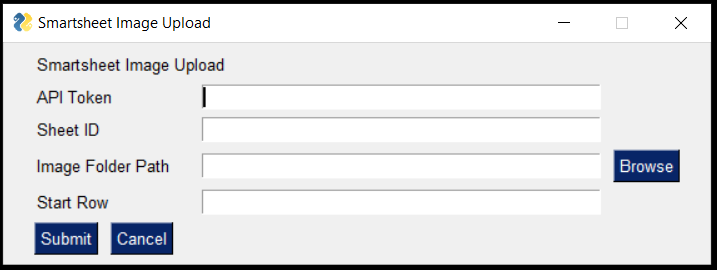 Smartsheet Image Upload
Smartsheet Image Upload
API Token
Sheet ID
Image Folder Path Browse
Start Row
Submit Cancel